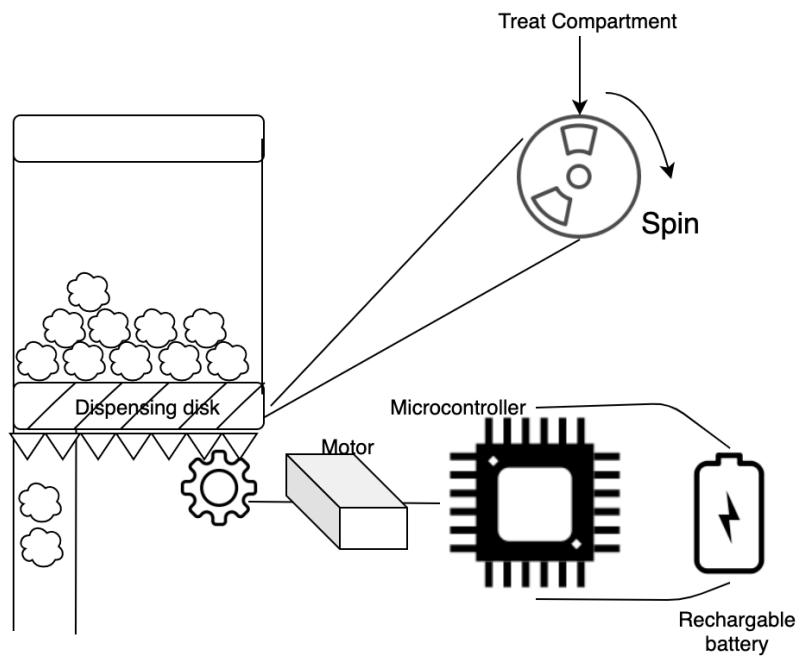 Treat Compartment
Spin
Dispensing disk
Microcontroller
Motor
Rechargable
battery